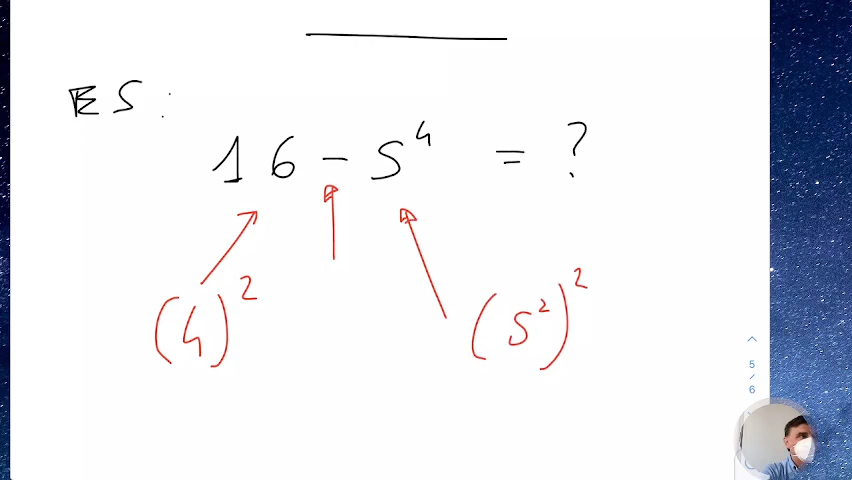 ES:
16 - s⁴ = ?
(4)² (s²)²
5
/
6